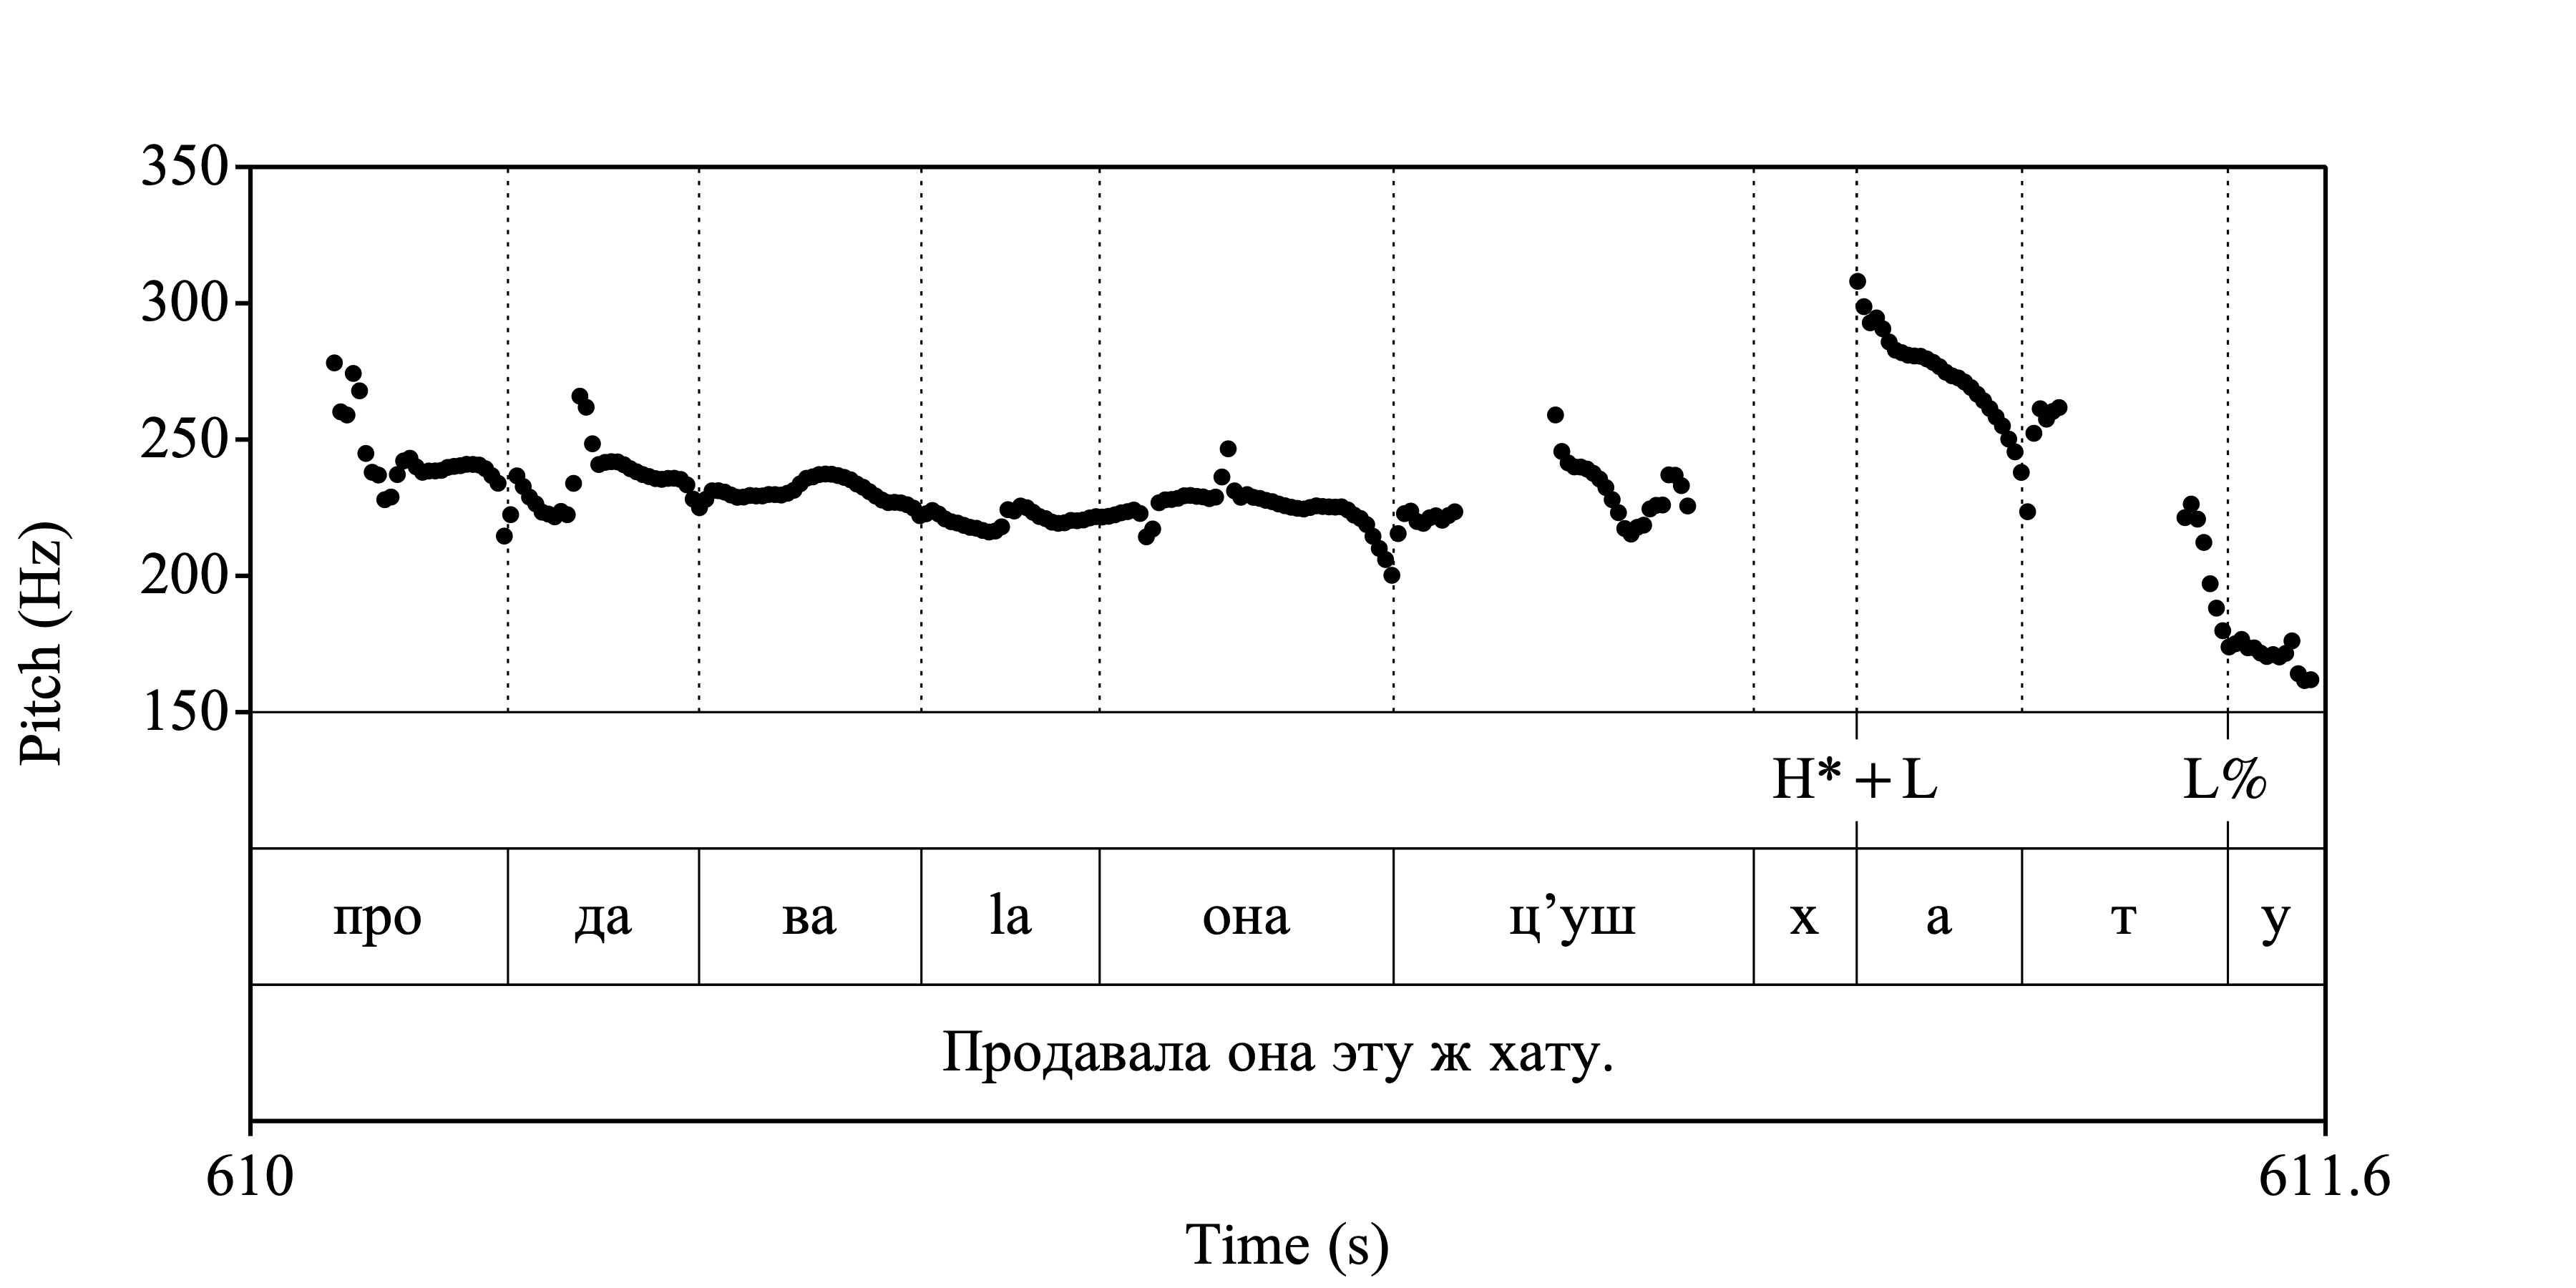 350
300
250
200
150
Pitch (Hz)
H* + L L%
про да ва la она ц’уш х а т у
Продавала она эту ж хату.
610 611.6
Time (s)